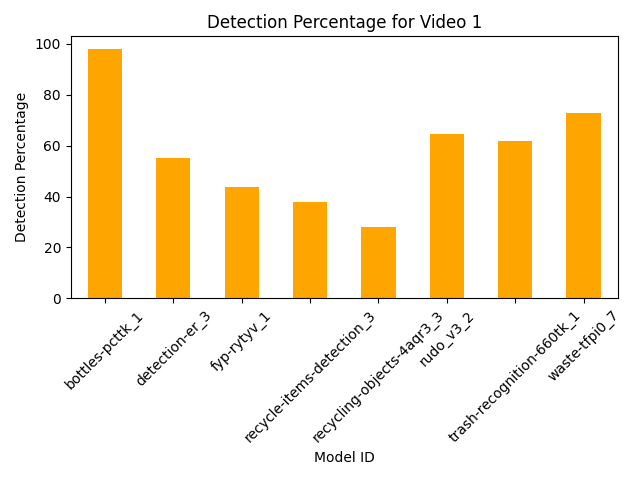 Detection Percentage for Video 1
Detection Percentage
100
80
60
40
20
0
bottles-pcttk_1
detection-er_3
fyp-rytyv_1
recycle-items-detection_3
recycling-objects-4aqr3_3
rudo_v3_2
trash-recognition-660tk_1
waste-tfpi0_7
Model ID